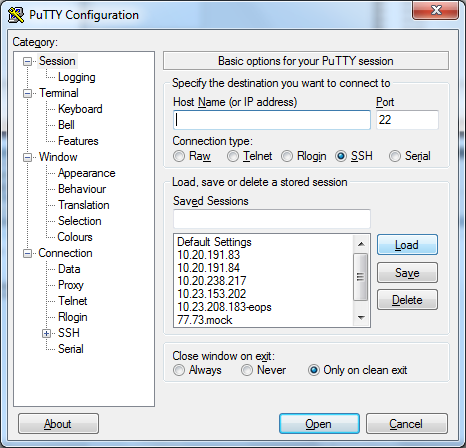 PuTTY Configuration
Category:
Session
Logging
Terminal
Keyboard
Bell
Features
Window
Appearance
Behaviour
Translation
Selection
Colours
Connection
Data
Proxy
Telnet
Rlogin
SSH
Serial
Basic options for your PuTTY session
Specify the destination you want to connect to
Host Name (or IP address) Port
22
Connection type:
Raw Telnet Rlogin SSH Serial
Load, save or delete a stored session
Saved Sessions
Default Settings
10.20.191.83
10.20.191.84
10.20.238.217
10.23.153.202
10.23.208.183-eops
77.73.mock
Load
Save
Delete
Close window on exit:
Always Never Only on clean exit
About Open Cancel